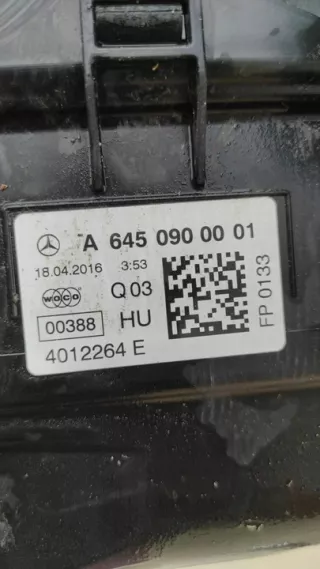 A 645 090 00 01
18.04.2016 3:53
WOCO Q03
00388 HU
4012264 E
FP 0133